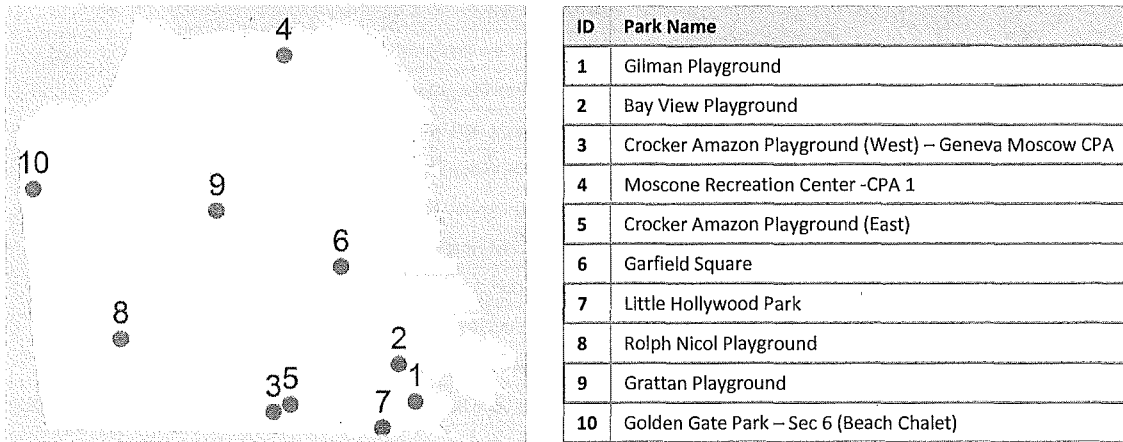 4
10
9
6
8
2
1
3 5
7
ID Park Name
1 Gilman Playground
2 Bay View Playground
3 Crocker Amazon Playground (West) – Geneva Moscow CPA
4 Moscone Recreation Center -CPA 1
5 Crocker Amazon Playground (East)
6 Garfield Square
7 Little Hollywood Park
8 Rolph Nicol Playground
9 Grattan Playground
10 Golden Gate Park – Sec 6 (Beach Chalet)